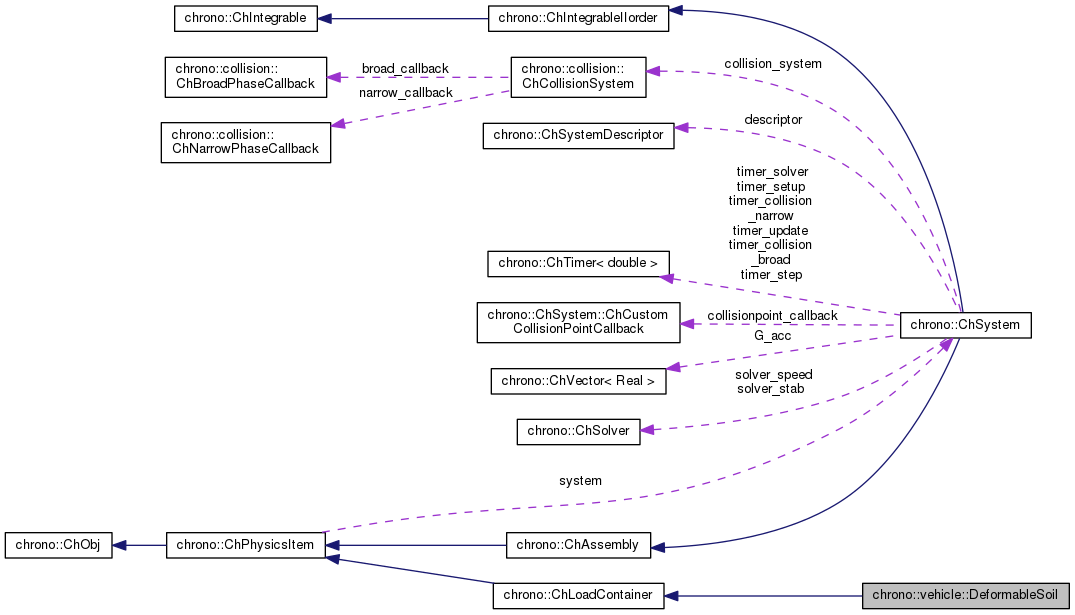 chrono::ChIntegrable
chrono::ChIntegrableIIorder
chrono::collision::
ChBroadPhaseCallback
broad_callback
chrono::collision::
ChCollisionSystem
collision_system
narrow_callback
chrono::collision::
ChNarrowPhaseCallback
chrono::ChSystemDescriptor
descriptor
timer_solver
timer_setup
timer_collision
_narrow
timer_update
timer_collision
_broad
timer_step
chrono::ChTimer< double >
chrono::ChSystem::ChCustom
CollisionPointCallback
collisionpoint_callback
chrono::ChSystem
G_acc
chrono::ChVector< Real >
solver_speed
solver_stab
chrono::ChSolver
system
chrono::ChObj
chrono::ChPhysicsItem
chrono::ChAssembly
chrono::ChLoadContainer
chrono::vehicle::DeformableSoil